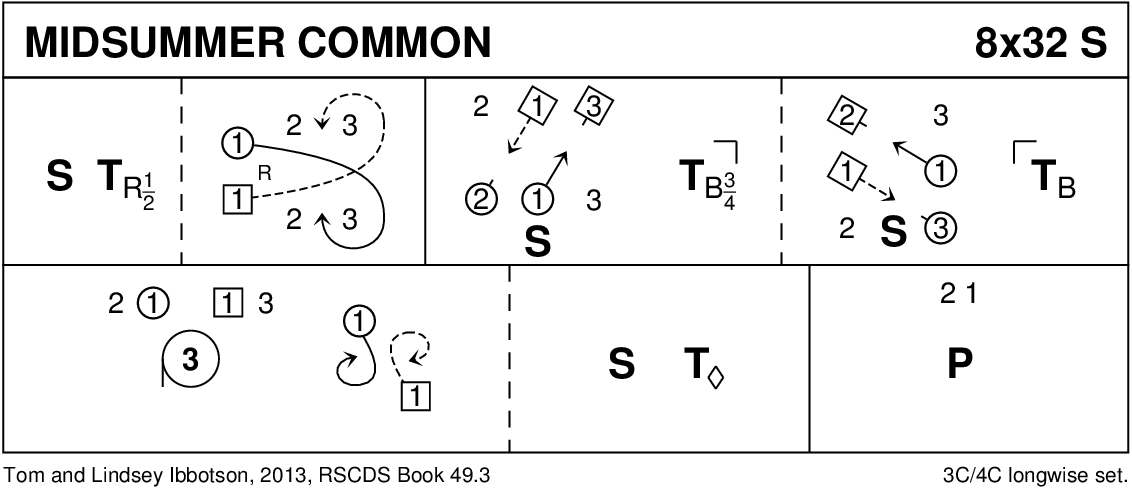 MIDSUMMER COMMON 8x32 S
S T R 1/2
1 R 1 2 3 2 3
2 1 3 2 1 3 S T B 3/4
2 3 1 1 2 S 3 T B
2 1 1 3 3 1 1
S T
2 1
P
Tom and Lindsey Ibbotson, 2013, RSCDS Book 49.3 3C/4C longwise set.